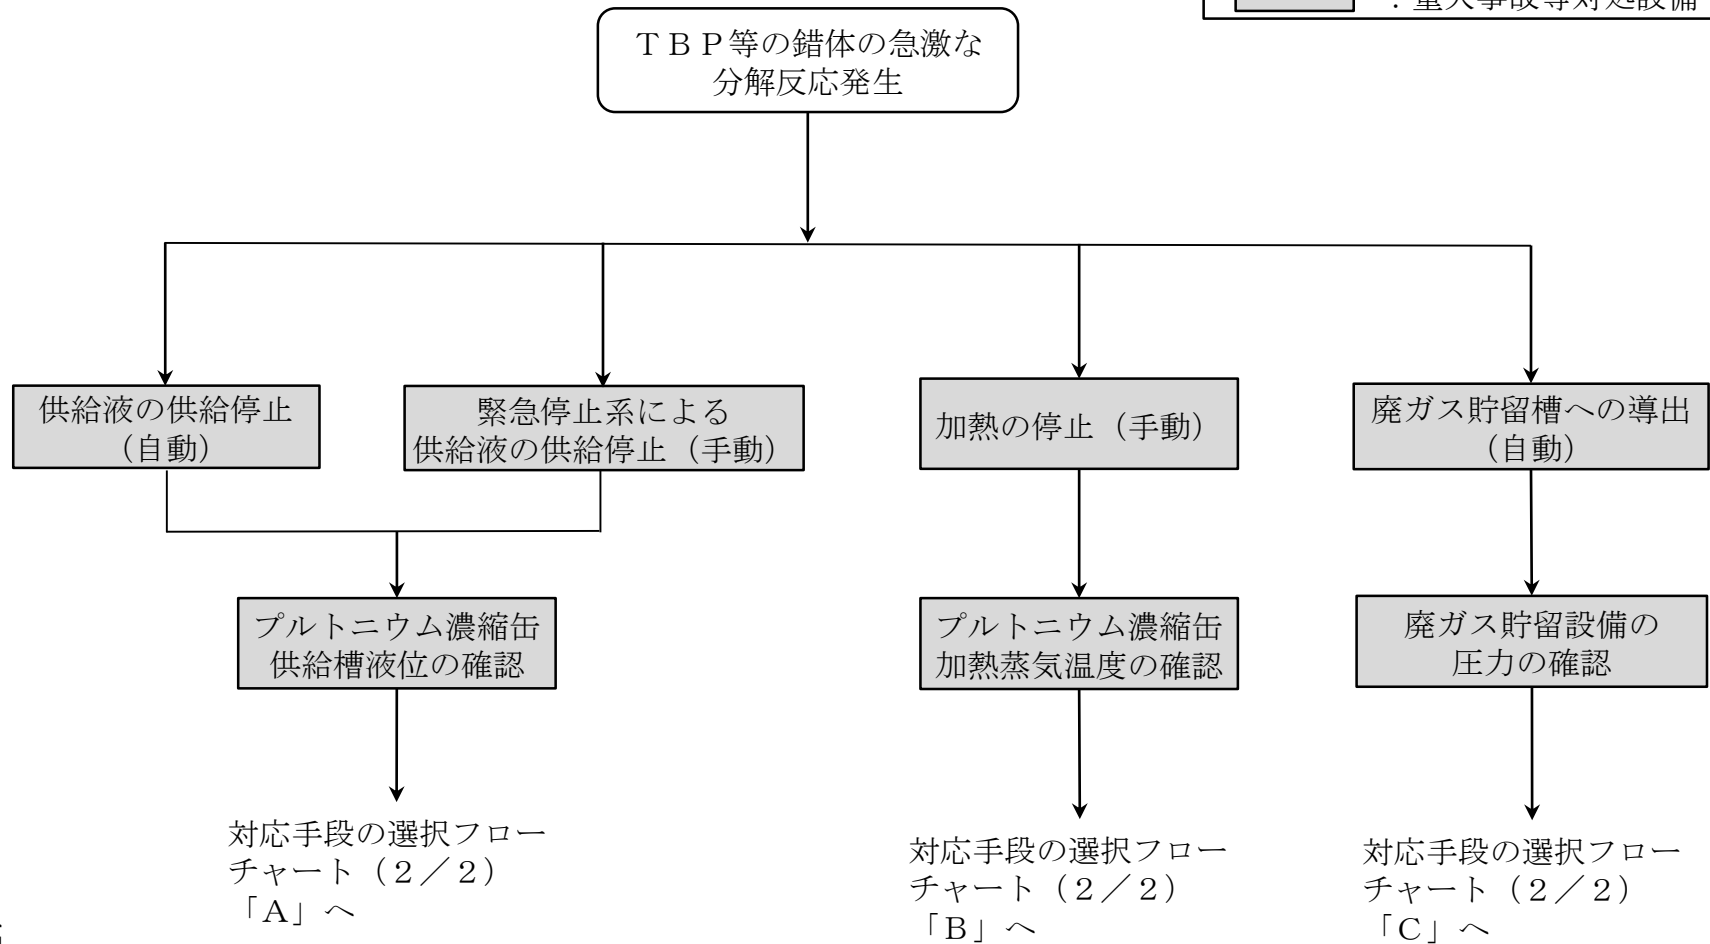 ：重大事故等対処設備
ＴＢＰ等の錯体の急激な
分解反応発生
供給液の供給停止
（自動）
緊急停止系による
供給液の供給停止（手動）
加熱の停止（手動）
廃ガス貯留槽への導出
（自動）
プルトニウム濃縮缶
供給槽液位の確認
プルトニウム濃縮缶
加熱蒸気温度の確認
廃ガス貯留設備の
圧力の確認
対応手段の選択フロー
チャート（２／２）
「Ａ」へ
対応手段の選択フロー
チャート（２／２）
「Ｂ」へ
対応手段の選択フロー
チャート（２／２）
「Ｃ」へ